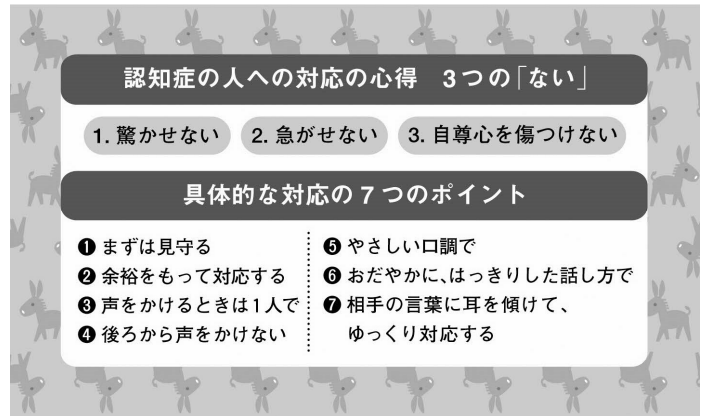 認知症の人への対応の心得　3つの「ない」
1. 驚かせない
2. 急がせない
3. 自尊心を傷つけない
具体的な対応の7つのポイント
❶ まずは見守る
❷ 余裕をもって対応する
❸ 声をかけるときは1人で
❹ 後ろから声をかけない
❺ やさしい口調で
❻ おだやかに、はっきりした話し方で
❼ 相手の言葉に耳を傾けて、
ゆっくり対応する